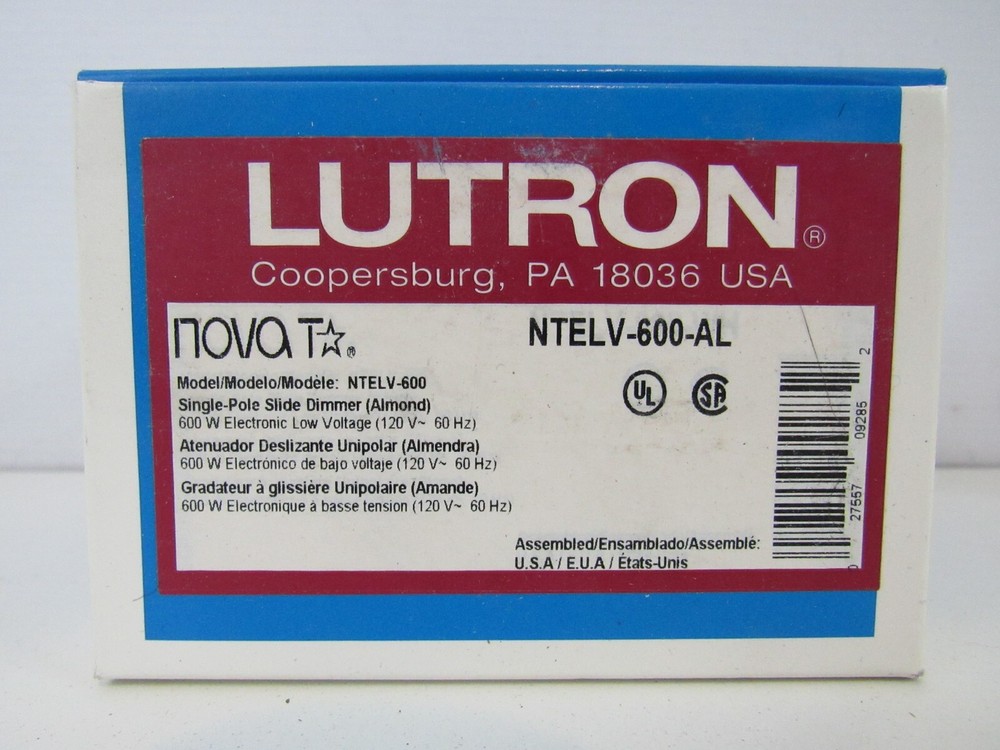 LUTRON®
Coopersburg, PA 18036 USA
nova T☆®
NTELV-600-AL
Model/Modelo/Modèle: NTELV-600
Single-Pole Slide Dimmer (Almond)
600 W Electronic Low Voltage (120 V~ 60 Hz)
Atenuador Deslizante Unipolar (Almendra)
600 W Electrónico de bajo voltaje (120 V~ 60 Hz)
Gradateur à glissière Unipolaire (Amande)
600 W Electronique à basse tension (120 V~ 60 Hz)
UL
SA
0 27557 09285 2
Assembled/Ensamblado/Assemblé:
U.S.A / E.U.A / États-Unis